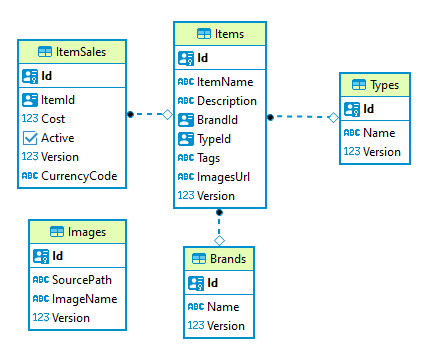 ItemSales
Id
ABC ItemId
123 Cost
Active
123 Version
ABC CurrencyCode
Items
Id
ABC ItemName
ABC Description
BrandId
TypeId
ABC Tags
ABC ImagesUrl
123 Version
Types
Id
ABC Name
123 Version
Images
Id
ABC SourcePath
ABC ImageName
123 Version
Brands
Id
ABC Name
123 Version